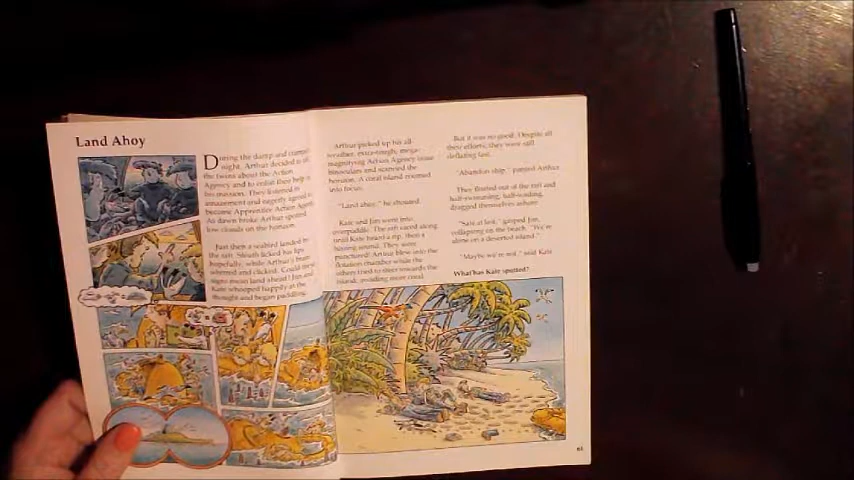 Land Ahoy
During the damp and cramped
night, Arthur decided to tell
the twins about the Action
Agency and to enlist their help in
his mission. They listened in
amazement and eagerly agreed to
become Apprentice Action Agents.
As dawn broke Arthur spotted
low clouds on the horizon.
Just then a seabird landed on
the raft. Sleuth licked his lips
hopefully, while Arthur's brain
whirred and clicked. Could these
signs mean land ahead? Jim and
Kate whooped happily at the
thought and began paddling.
Arthur picked up his all-
weather, extra-tough, mega-
magnifying Action Agency issue
binoculars and scanned the
horizon. A coral island zoomed
into focus.
"Land ahoy," he shouted.
Kate and Jim went into
overpaddle. The raft raced along
until Kate heard a rip, then a
hissing sound. They were
punctured! Arthur blew into the
flotation chamber while the
others tried to steer towards the
island, avoiding more coral.
But it was no good. Despite all
their efforts, they were still
deflating fast.
"Abandon ship," panted Arthur.
They floated out of the raft and
half-swimming, half-wading,
dragged themselves ashore.
"Safe at last," gasped Jim,
collapsing on the beach. "We're
alone on a deserted island."
"Maybe we're not," said Kate.
What has Kate spotted?